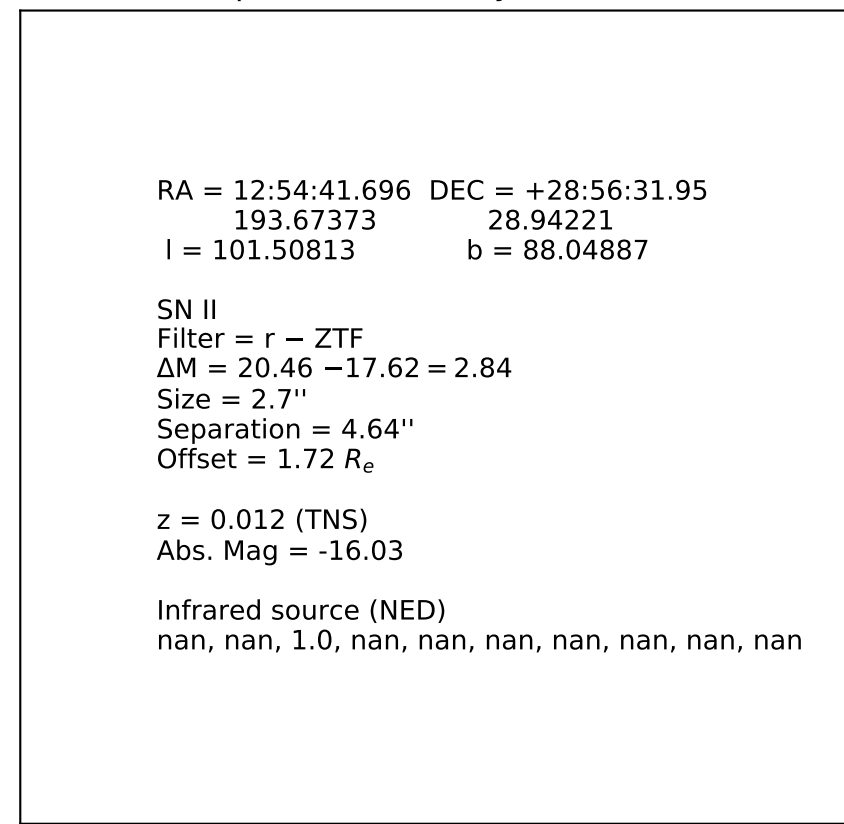 RA = 12:54:41.696  DEC = +28:56:31.95
193.67373  28.94221
l = 101.50813  b = 88.04887
SN II
Filter = r − ZTF
ΔM = 20.46 −17.62 = 2.84
Size = 2.7''
Separation = 4.64''
Offset = 1.72 Rₑ
z = 0.012 (TNS)
Abs. Mag = -16.03
Infrared source (NED)
nan, nan, 1.0, nan, nan, nan, nan, nan, nan, nan